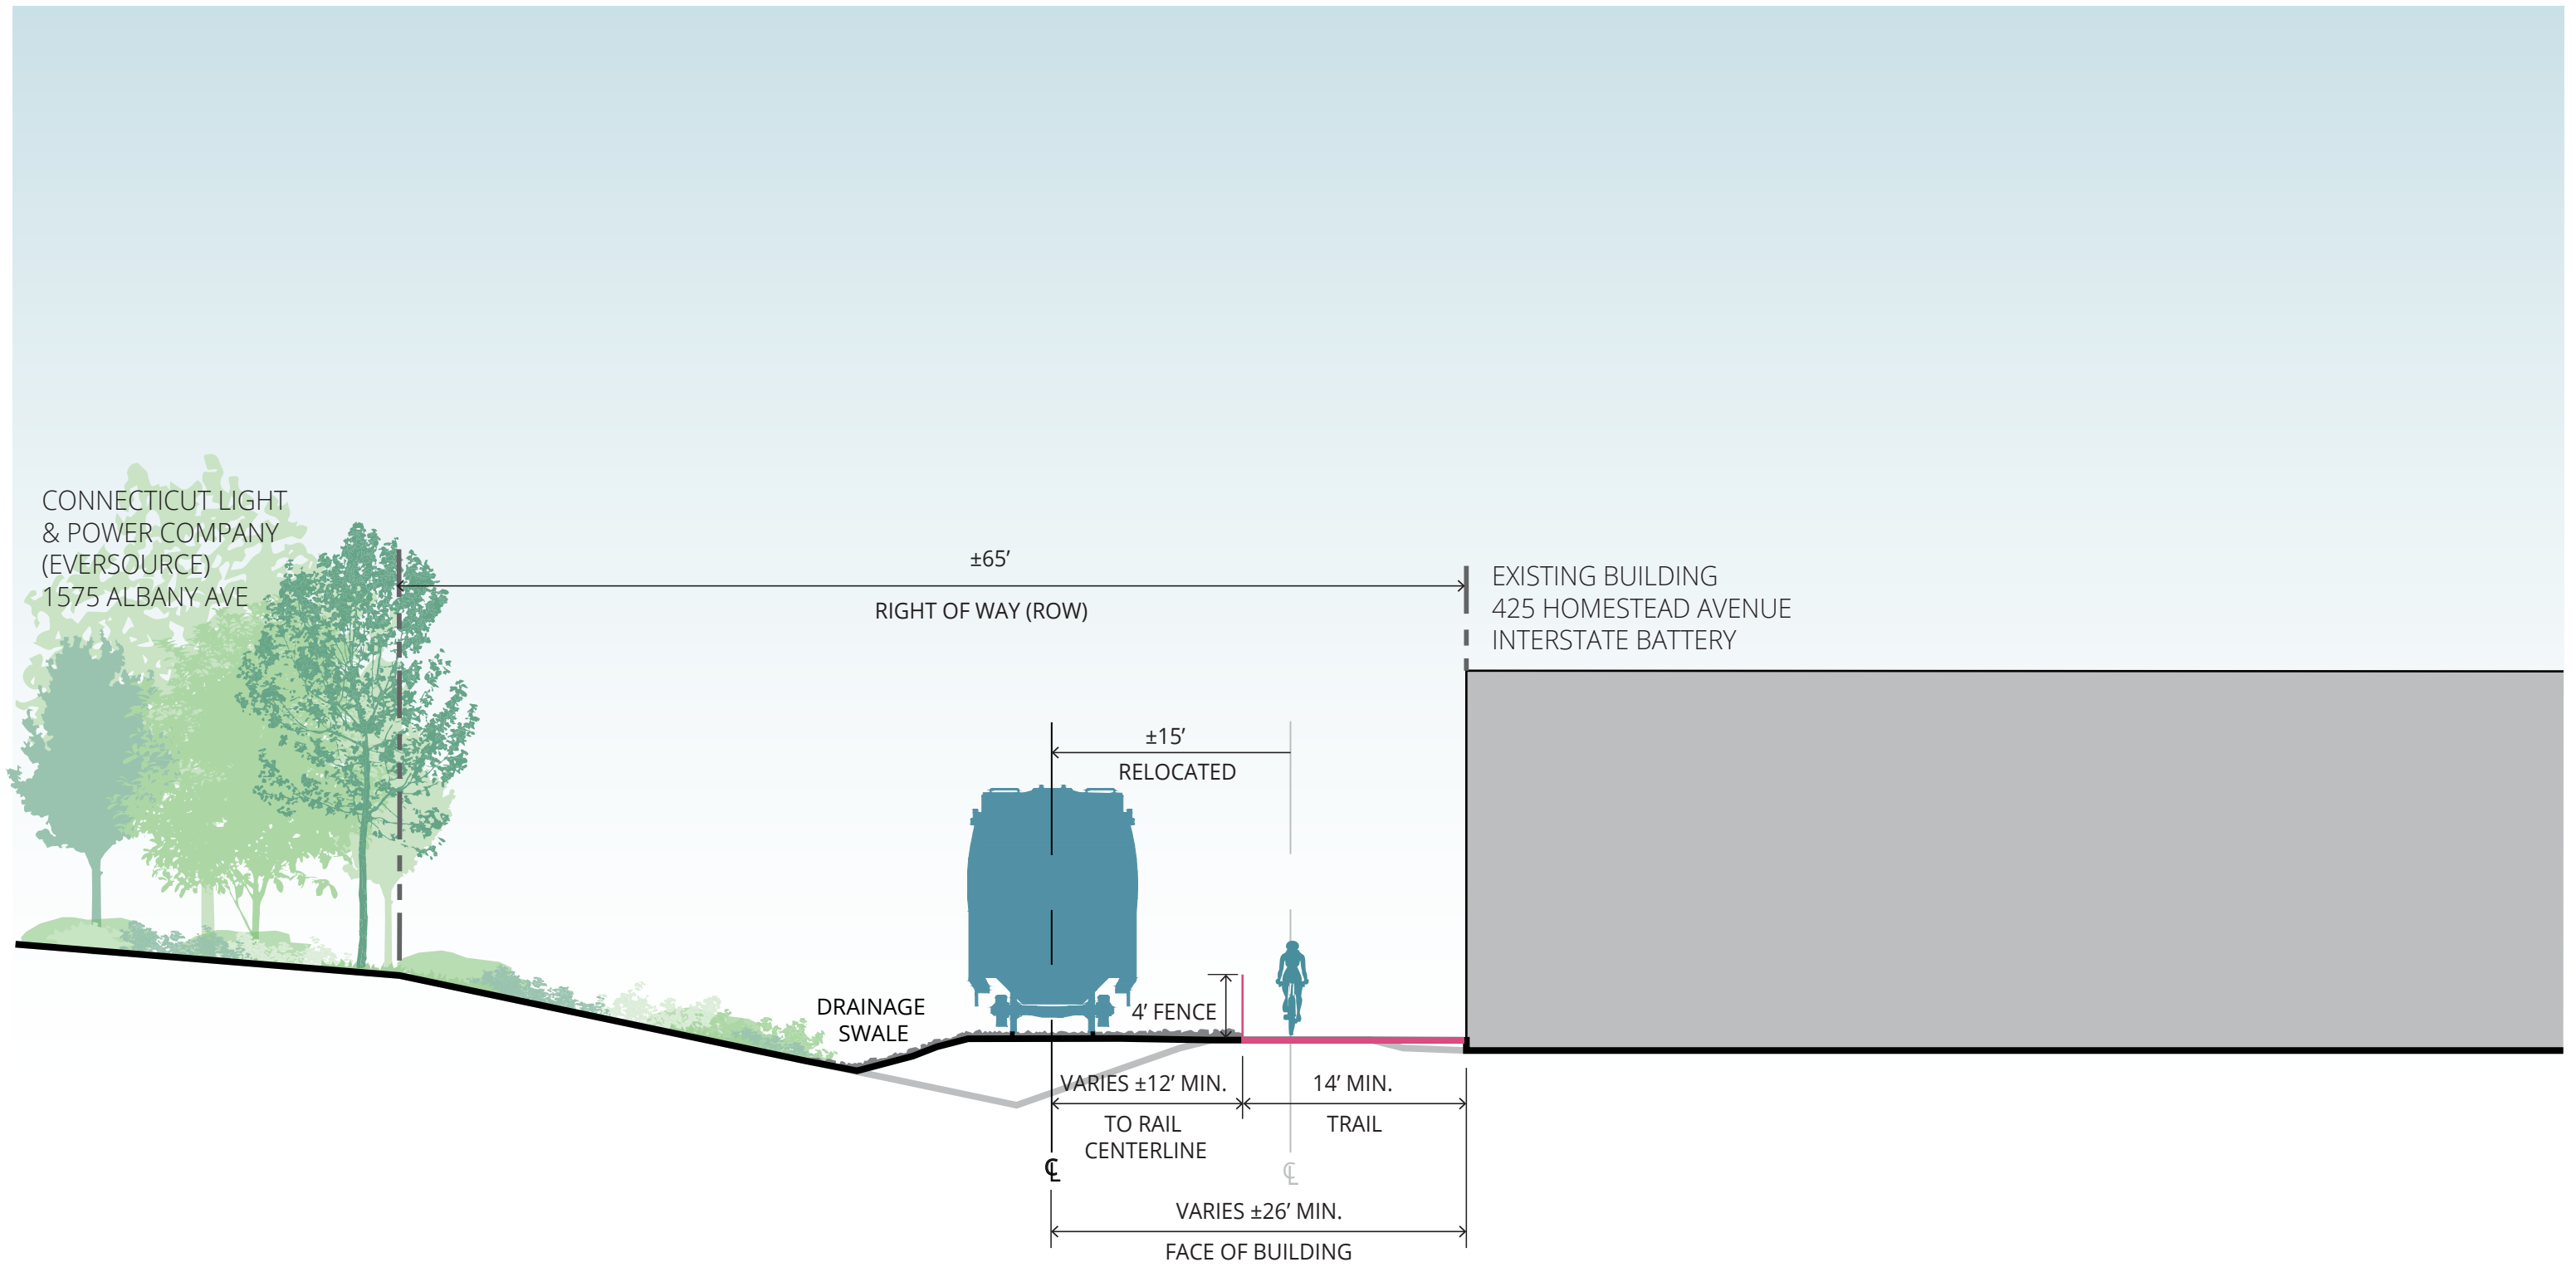 CONNECTICUT LIGHT
& POWER COMPANY
(EVERSOURCE)
1575 ALBANY AVE
±65’
RIGHT OF WAY (ROW)
EXISTING BUILDING
425 HOMESTEAD AVENUE
INTERSTATE BATTERY
±15’
RELOCATED
DRAINAGE
SWALE
4’ FENCE
VARIES ±12’ MIN.
TO RAIL
CENTERLINE
14’ MIN.
TRAIL
℄
℄
VARIES ±26’ MIN.
FACE OF BUILDING